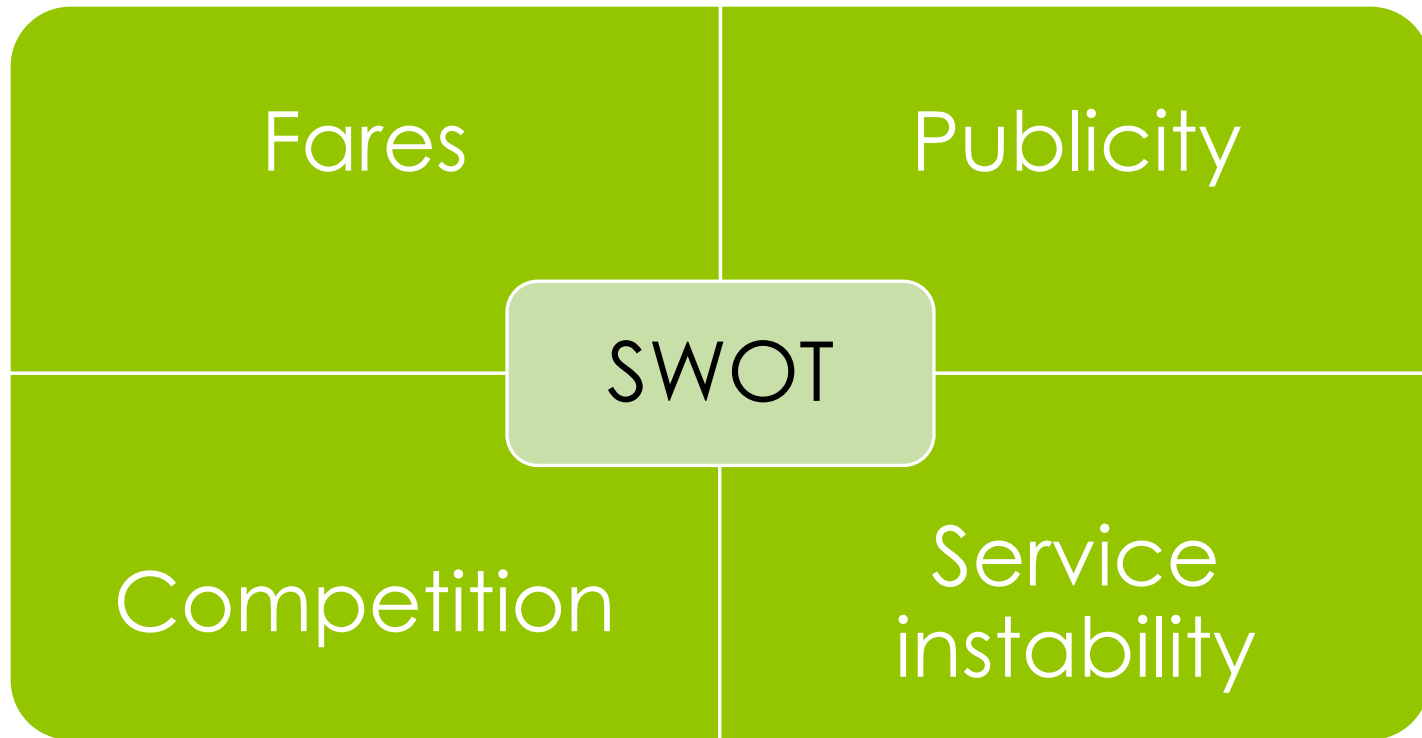 Fares
Publicity
SWOT
Competition
Service
instability